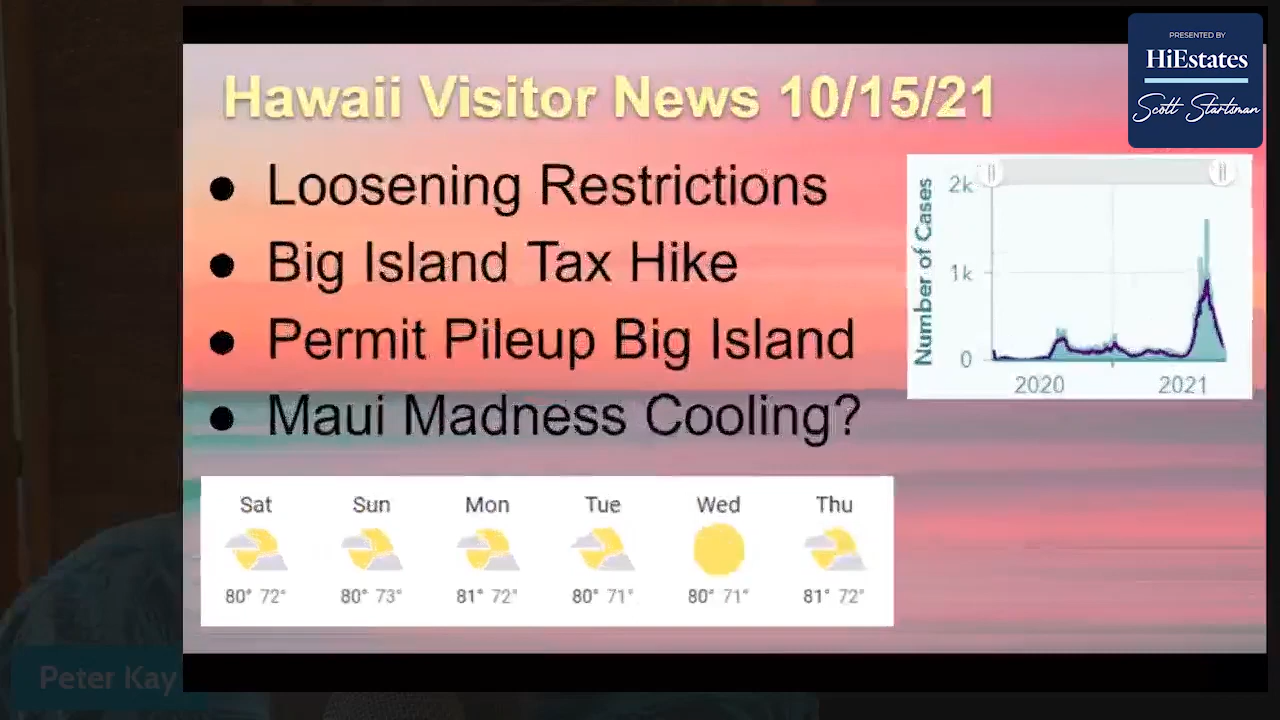 PRESENTED BY
HiEstates
Scott Startsman
Hawaii Visitor News 10/15/21
● Loosening Restrictions
● Big Island Tax Hike
● Permit Pileup Big Island
● Maui Madness Cooling?
Number of Cases
2k
1k
0
2020 2021
Sat Sun Mon Tue Wed Thu
80° 72° 80° 73° 81° 72° 80° 71° 80° 71° 81° 72°
Peter Kay